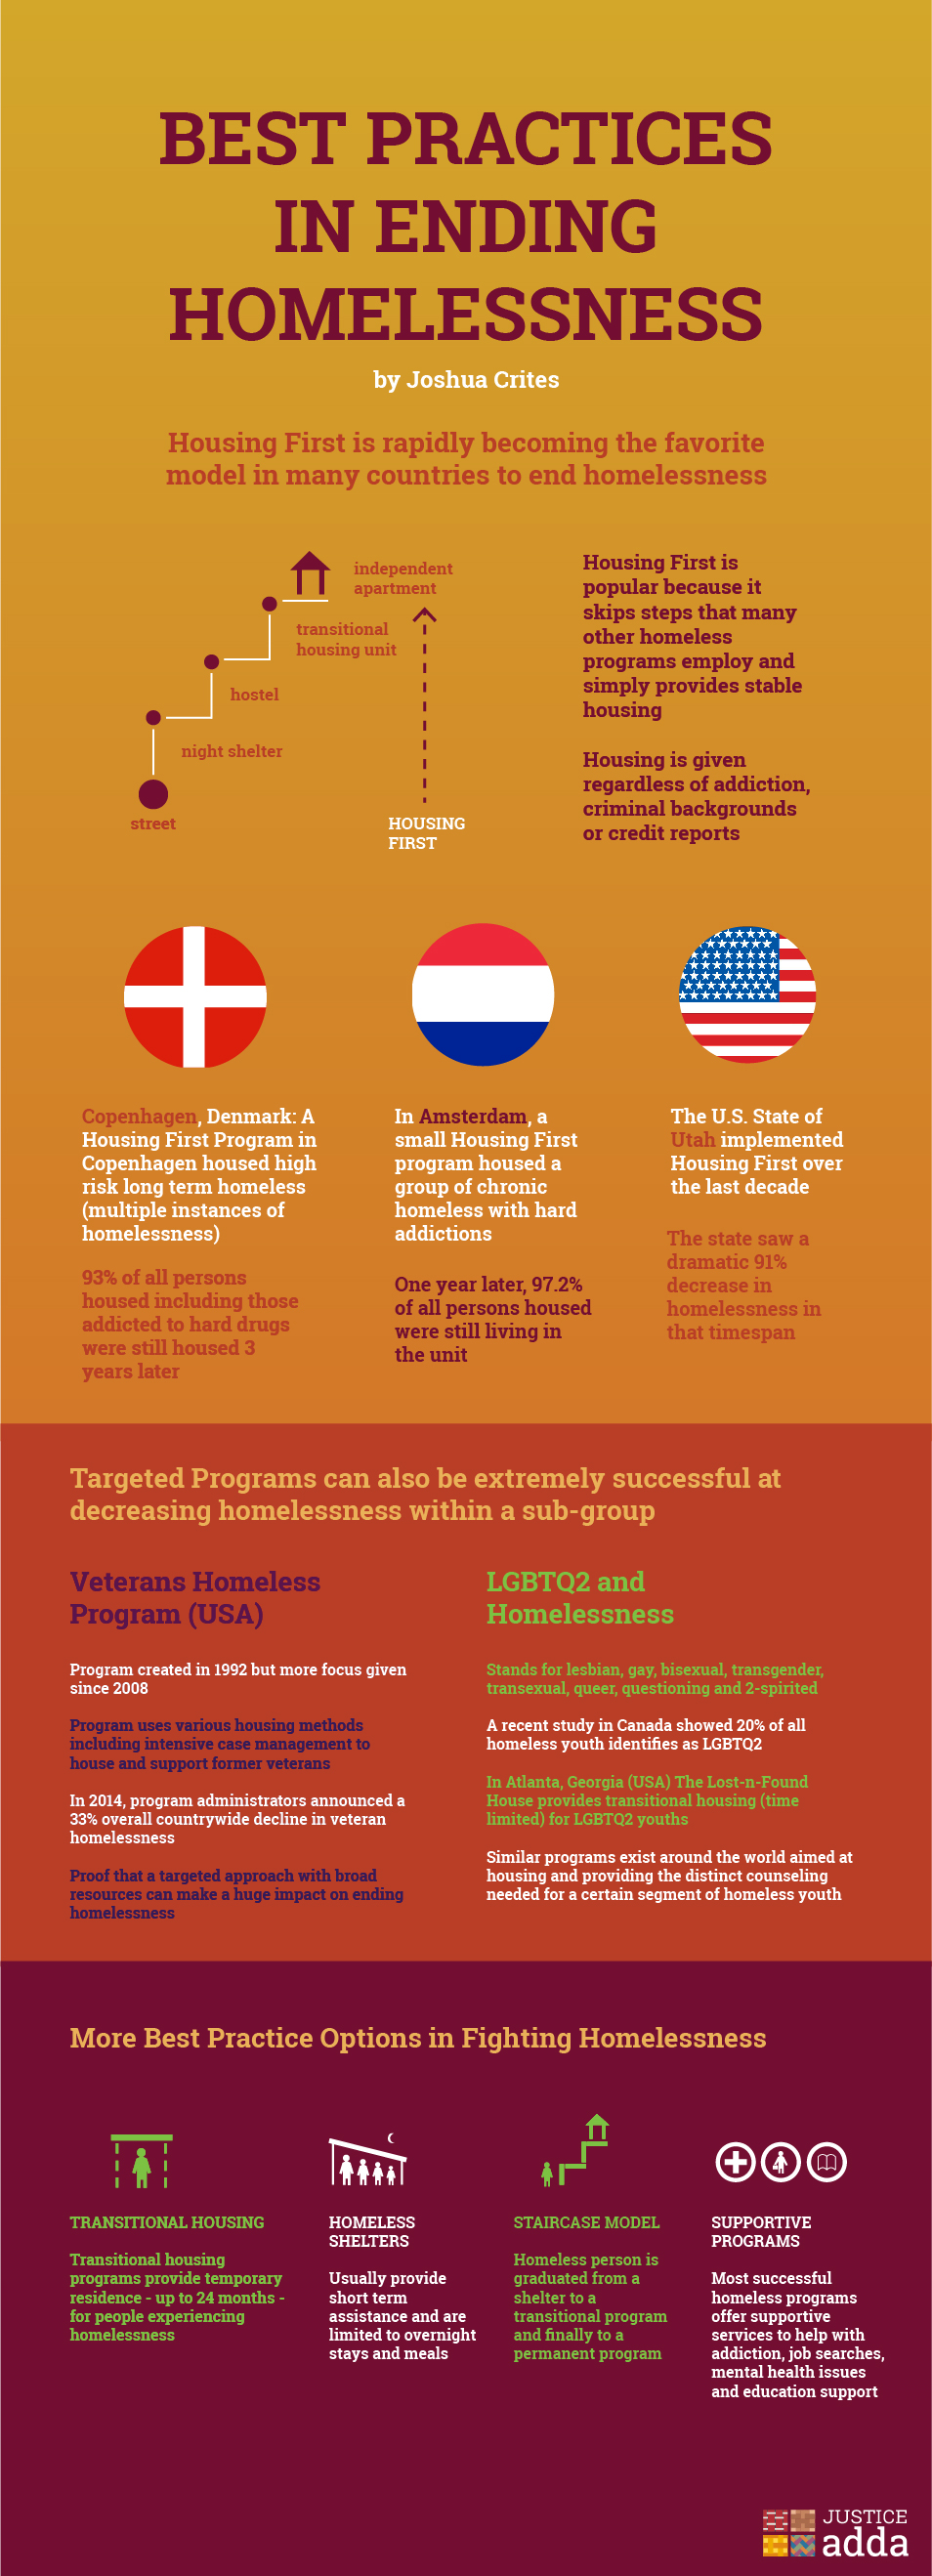 BEST PRACTICES
IN ENDING
HOMELESSNESS
by Joshua Crites
Housing First is rapidly becoming the favorite
model in many countries to end homelessness
independent
apartment
transitional
housing unit
hostel
night shelter
street
HOUSING
FIRST
Housing First is
popular because it
skips steps that many
other homeless
programs employ and
simply provides stable
housing
Housing is given
regardless of addiction,
criminal backgrounds
or credit reports
Copenhagen, Denmark: A
Housing First Program in
Copenhagen housed high
risk long term homeless
(multiple instances of
homelessness)
93% of all persons
housed including those
addicted to hard drugs
were still housed 3
years later
In Amsterdam, a
small Housing First
program housed a
group of chronic
homeless with hard
addictions
One year later, 97.2%
of all persons housed
were still living in
the unit
The U.S. State of
Utah implemented
Housing First over
the last decade
The state saw a
dramatic 91%
decrease in
homelessness in
that timespan
Targeted Programs can also be extremely successful at
decreasing homelessness within a sub-group
Veterans Homeless
Program (USA)
Program created in 1992 but more focus given
since 2008
Program uses various housing methods
including intensive case management to
house and support former veterans
In 2014, program administrators announced a
33% overall countrywide decline in veteran
homelessness
Proof that a targeted approach with broad
resources can make a huge impact on ending
homelessness
LGBTQ2 and
Homelessness
Stands for lesbian, gay, bisexual, transgender,
transexual, queer, questioning and 2-spirited
A recent study in Canada showed 20% of all
homeless youth identifies as LGBTQ2
In Atlanta, Georgia (USA) The Lost-n-Found
House provides transitional housing (time
limited) for LGBTQ2 youths
Similar programs exist around the world aimed at
housing and providing the distinct counseling
needed for a certain segment of homeless youth
More Best Practice Options in Fighting Homelessness
TRANSITIONAL HOUSING
Transitional housing
programs provide temporary
residence - up to 24 months -
for people experiencing
homelessness
HOMELESS
SHELTERS
Usually provide
short term
assistance and are
limited to overnight
stays and meals
STAIRCASE MODEL
Homeless person is
graduated from a
shelter to a
transitional program
and finally to a
permanent program
SUPPORTIVE
PROGRAMS
Most successful
homeless programs
offer supportive
services to help with
addiction, job searches,
mental health issues
and education support
JUSTICE
adda